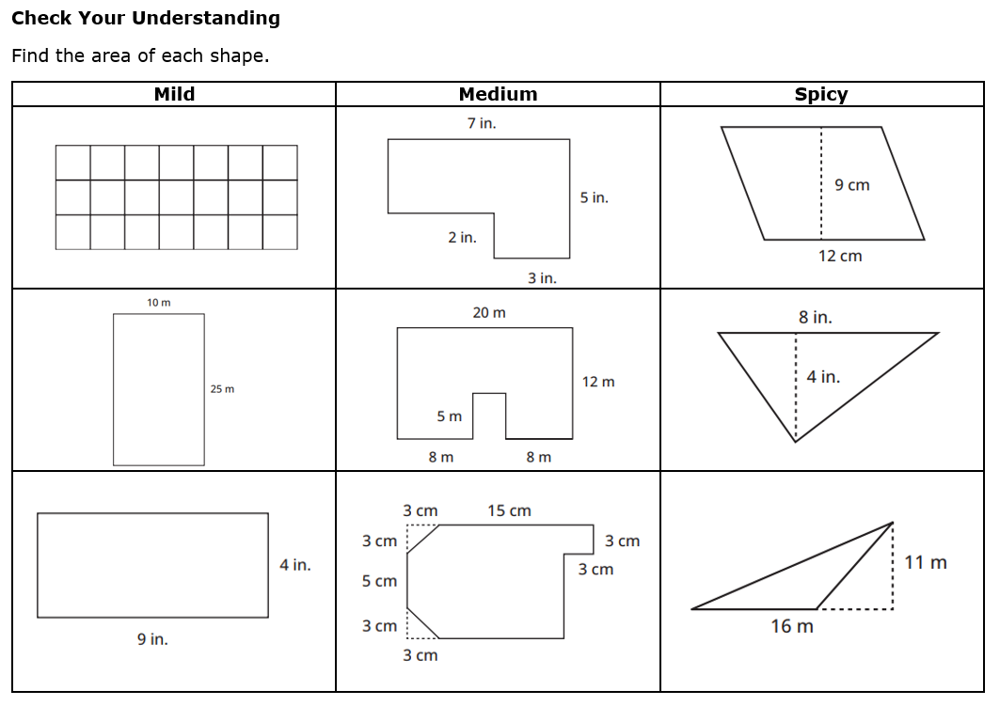 Check Your Understanding
Find the area of each shape.
Mild Medium Spicy
7 in.
5 in.
2 in.
3 in.
9 cm
12 cm
10 m
25 m
20 m
12 m
5 m
8 m 8 m
8 in.
4 in.
4 in.
9 in.
3 cm 15 cm
3 cm 3 cm
3 cm
5 cm
3 cm
3 cm
11 m
16 m